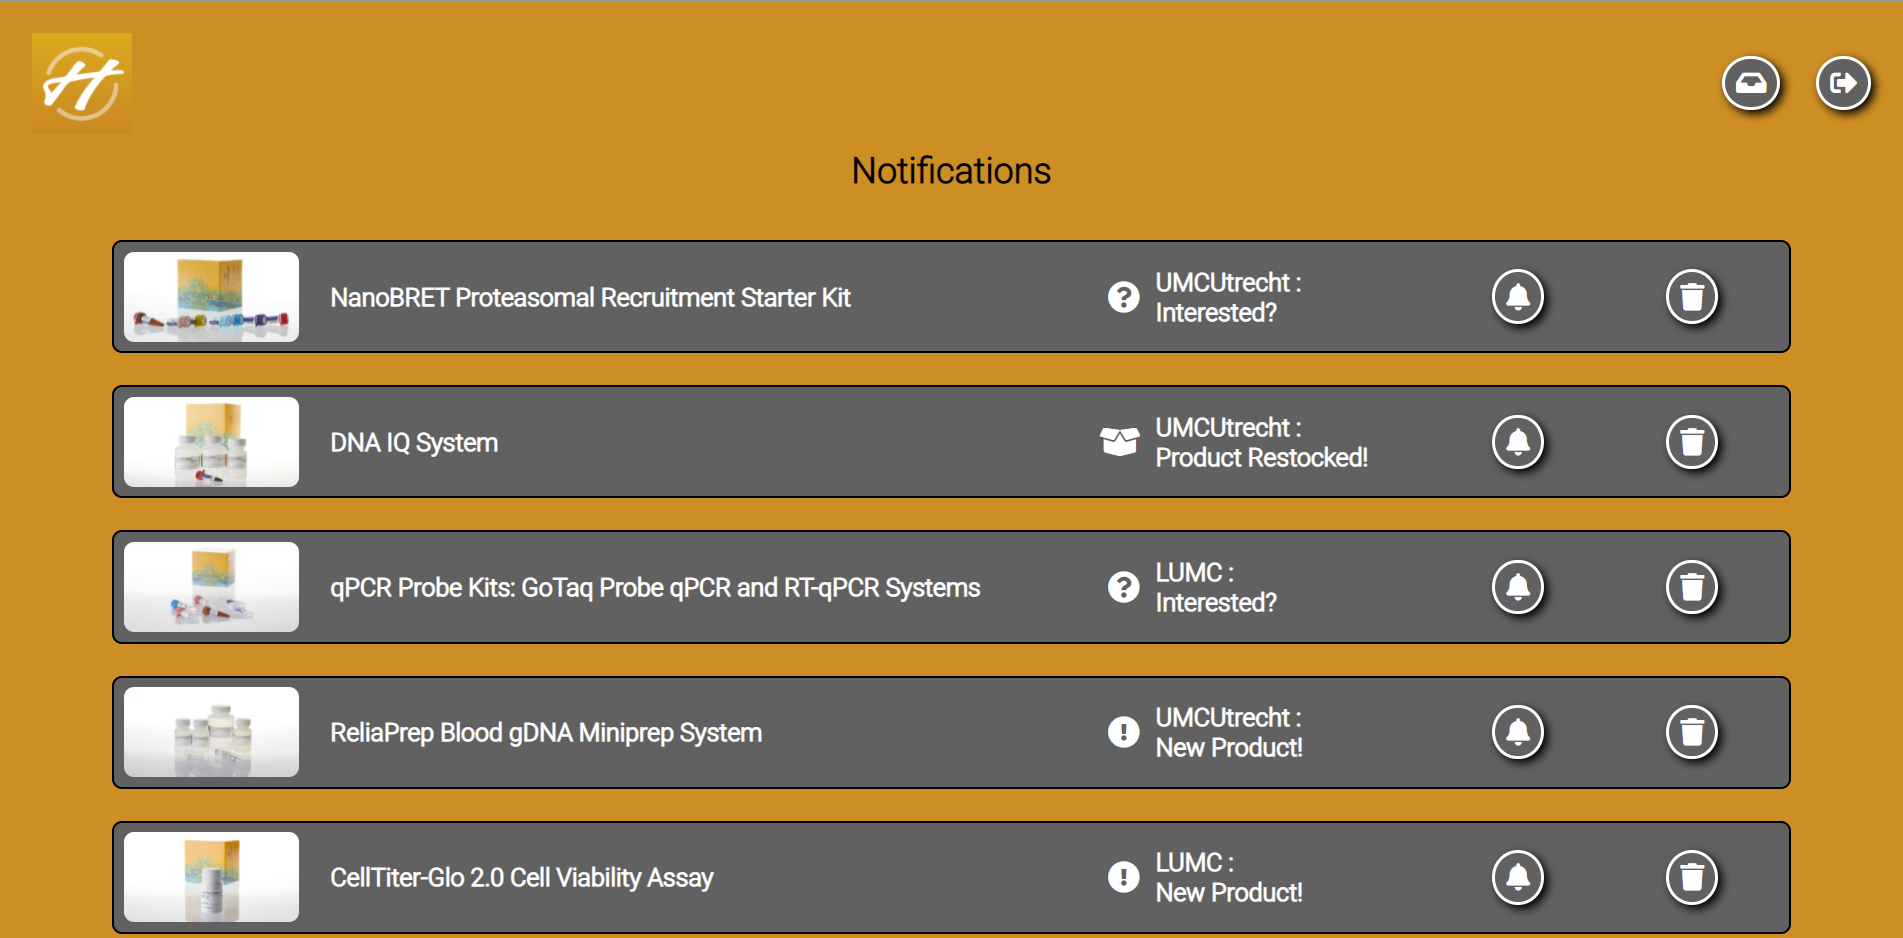 H
Notifications
NanoBRET Proteasomal Recruitment Starter Kit
UMCUtrecht :
Interested?
DNA IQ System
UMCUtrecht :
Product Restocked!
qPCR Probe Kits: GoTaq Probe qPCR and RT-qPCR Systems
LUMC :
Interested?
ReliaPrep Blood gDNA Miniprep System
UMCUtrecht :
New Product!
CellTiter-Glo 2.0 Cell Viability Assay
LUMC :
New Product!